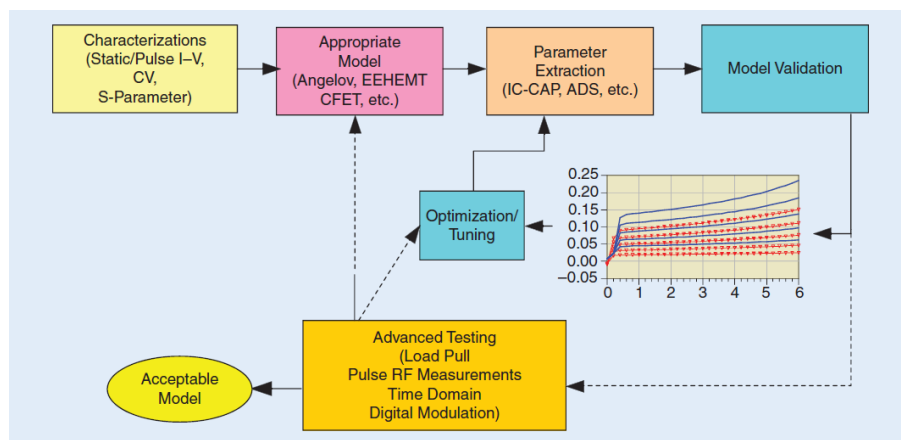 Characterizations
(Static/Pulse I–V,
CV,
S-Parameter)
Appropriate
Model
(Angelov, EEHEMT
CFET, etc.)
Parameter
Extraction
(IC-CAP, ADS, etc.)
Model Validation
Optimization/
Tuning
0.25
0.20
0.15
0.10
0.05
0.00
–0.05
0 1 2 3 4 5 6
Advanced Testing
(Load Pull
Pulse RF Measurements
Time Domain
Digital Modulation)
Acceptable
Model